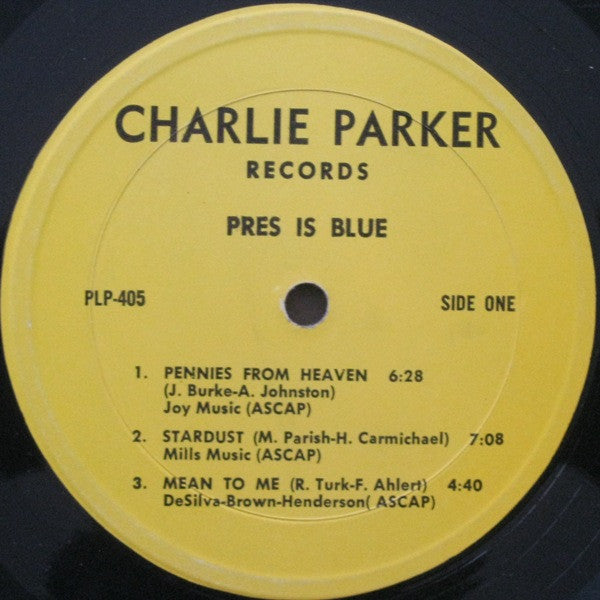 CHARLIE PARKER
RECORDS
PRES IS BLUE
PLP-405
SIDE ONE
1. PENNIES FROM HEAVEN 6:28
(J. Burke-A. Johnston)
Joy Music (ASCAP)
2. STARDUST (M. Parish-H. Carmichael) 7:08
Mills Music (ASCAP)
3. MEAN TO ME (R. Turk-F. Ahlert) 4:40
DeSilva-Brown-Henderson( ASCAP)